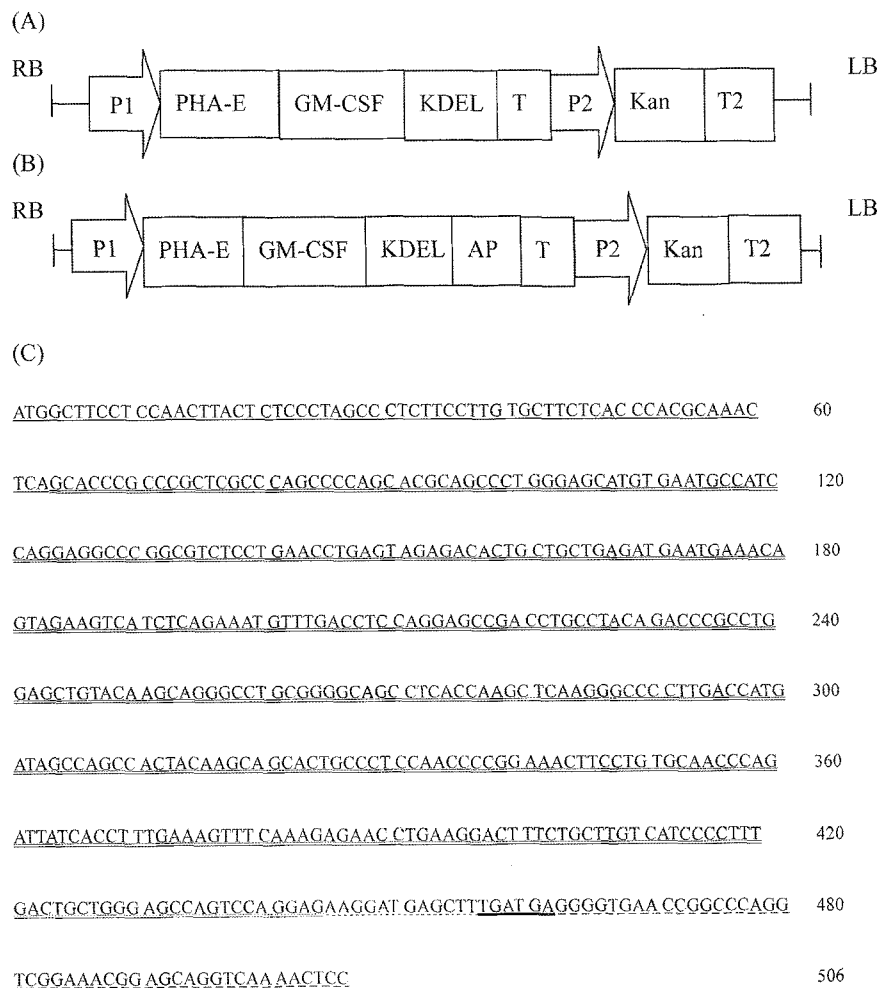 (A)
RB LB
P1 PHA-E GM-CSF KDEL T P2 Kan T2
(B)
RB LB
P1 PHA-E GM-CSF KDEL AP T P2 Kan T2
(C)
ATGGCTTCCT CCAACTTACT CTCCCTAGCC CTCTTCCTTG TGCTTCTCAC CCACGCAAAC 60
TCAGCACCCG CCCGCTCGCC CAGCCCCAGC ACGCAGCCCT GGGAGCATGT GAATGCCATC 120
CAGGAGGCCC GGCGTCTCCT GAACCTGAGT AGAGACACTG CTGCTGAGAT GAATGAAACA 180
GTAGAAGTCA TCTCAGAAAT GTTTGACCTC CAGGAGCCGA CCTGCCTACA GACCCGCCTG 240
GAGCTGTACA AGCAGGGCCT GCGGGGCAGC CTCACCAAGC TCAAGGGCCC CTTGACCATG 300
ATAGCCAGCC ACTACAAGCA GCACTGCCCT CCAACCCCGG AAACTTCCTG TGCAACCCAG 360
ATTATCACCT TTGAAAGTTT CAAAGAGAAC CTGAAGGACT TTCTGCTTGT CATCCCCTTT 420
GACTGCTGGG AGCCAGTCCA GGAGAAGGAT GAGCTTTGAT GAGGGGTGAA CCGGCCCAGG 480
TCGGAAACGG AGCAGGTCAA AACTCC 506